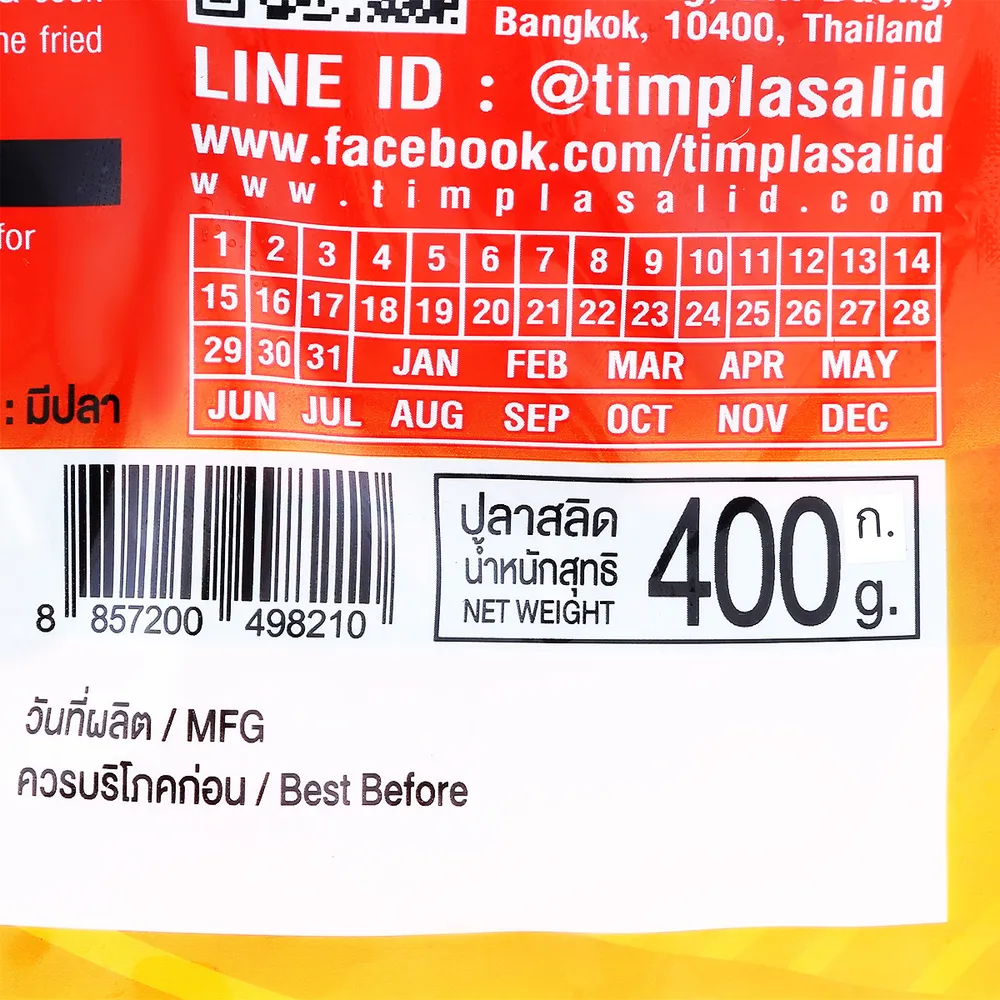 he fried
Bangkok, 10400, Thailand
LINE ID : @timplasalid
www.facebook.com/timplasalid
www.timplasalid.com
for
1 2 3 4 5 6 7 8 9 10 11 12 13 14
15 16 17 18 19 20 21 22 23 24 25 26 27 28
29 30 31 JAN FEB MAR APR MAY
JUN JUL AUG SEP OCT NOV DEC
: มีปลา
8 857200 498210
ปลาสลิด
น้ำหนักสุทธิ
NET WEIGHT
400 ก.
g.
วันที่ผลิต / MFG
ควรบริโภคก่อน / Best Before